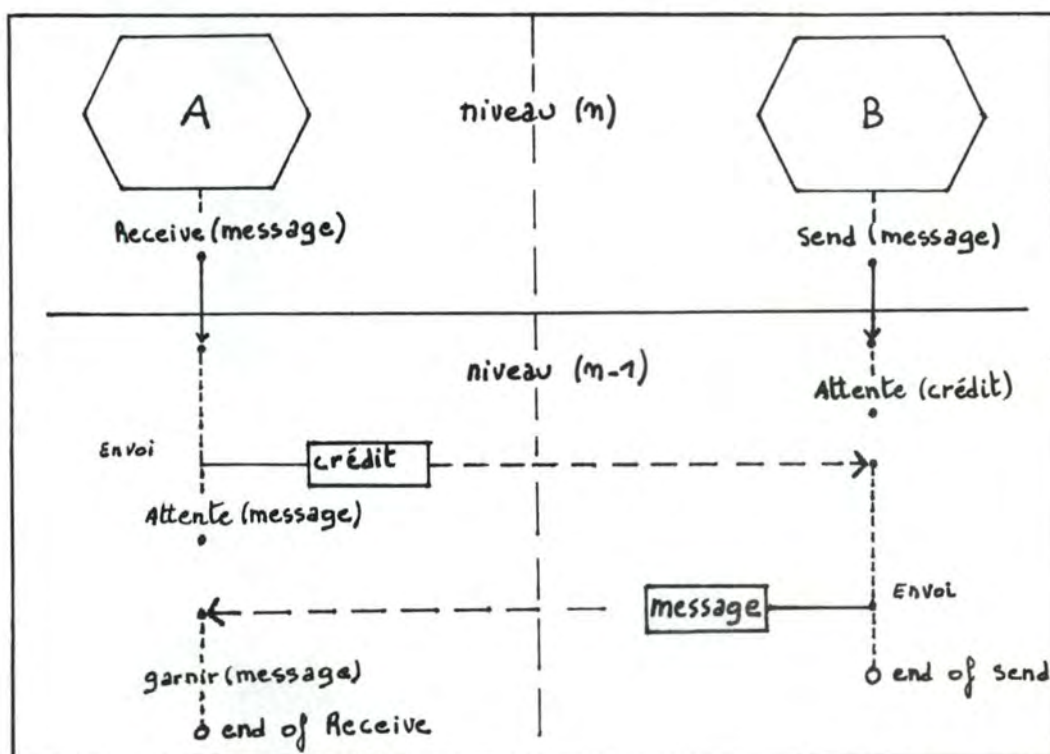 A
niveau (n)
B
Receive (message)
Send (message)
niveau (n-1)
Attente (crédit)
Envoi
crédit
Attente (message)
message
Envoi
garnir (message)
end of send
end of Receive